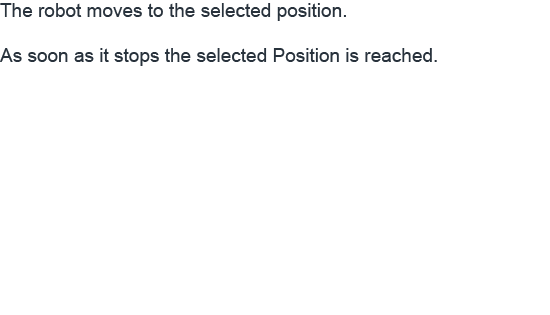 The robot moves to the selected position.
As soon as it stops the selected Position is reached.